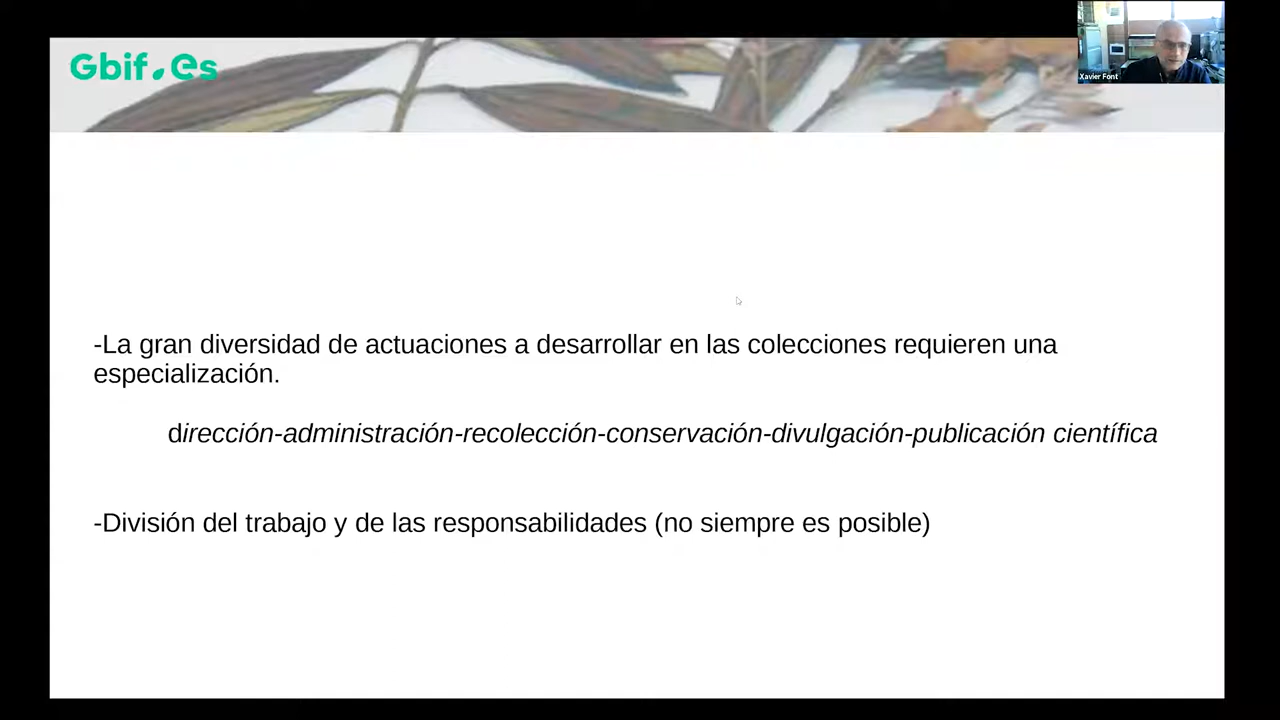 Gbif.es
Xavier Font
-La gran diversidad de actuaciones a desarrollar en las colecciones requieren una
especialización.
dirección-administración-recolección-conservación-divulgación-publicación científica
-División del trabajo y de las responsabilidades (no siempre es posible)